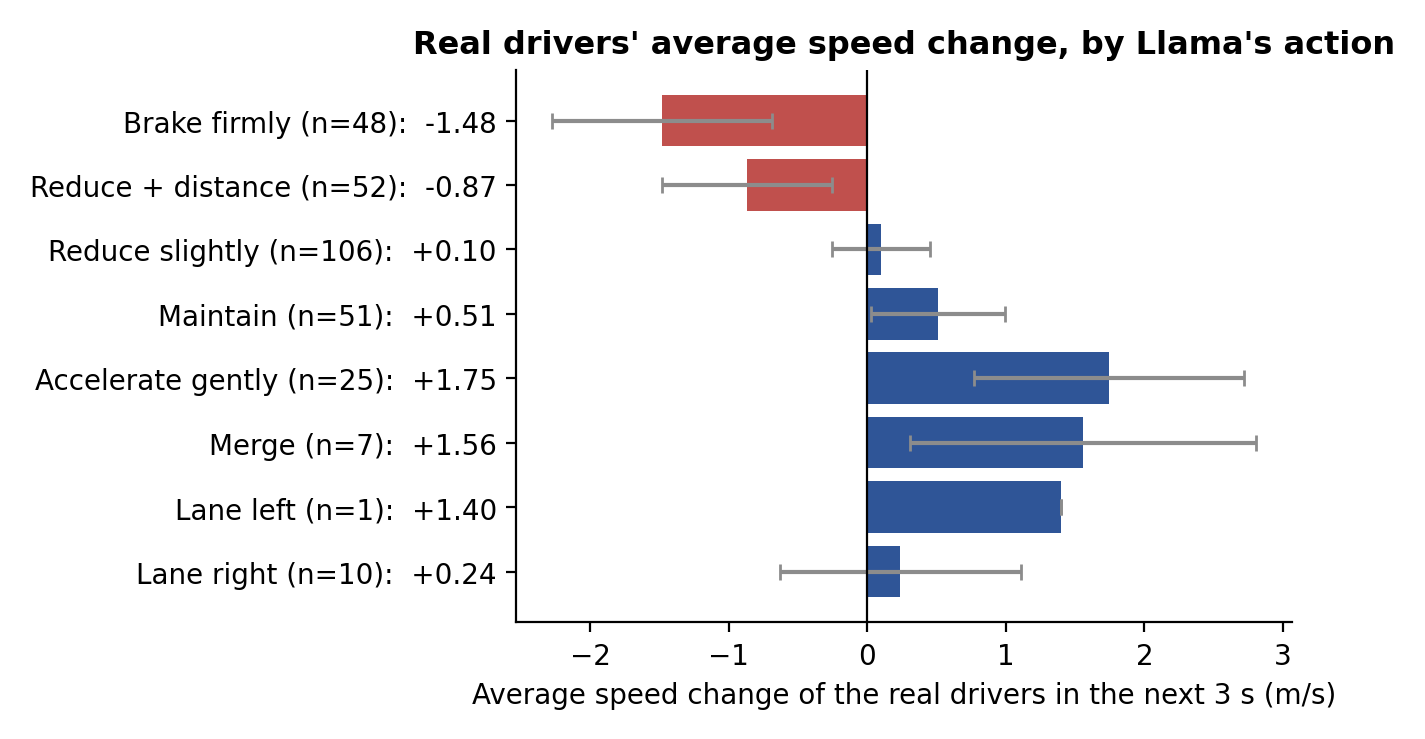 Real drivers' average speed change, by Llama's action
Brake firmly (n=48):  -1.48
Reduce + distance (n=52):  -0.87
Reduce slightly (n=106):  +0.10
Maintain (n=51):  +0.51
Accelerate gently (n=25):  +1.75
Merge (n=7):  +1.56
Lane left (n=1):  +1.40
Lane right (n=10):  +0.24
−2 −1 0 1 2 3
Average speed change of the real drivers in the next 3 s (m/s)